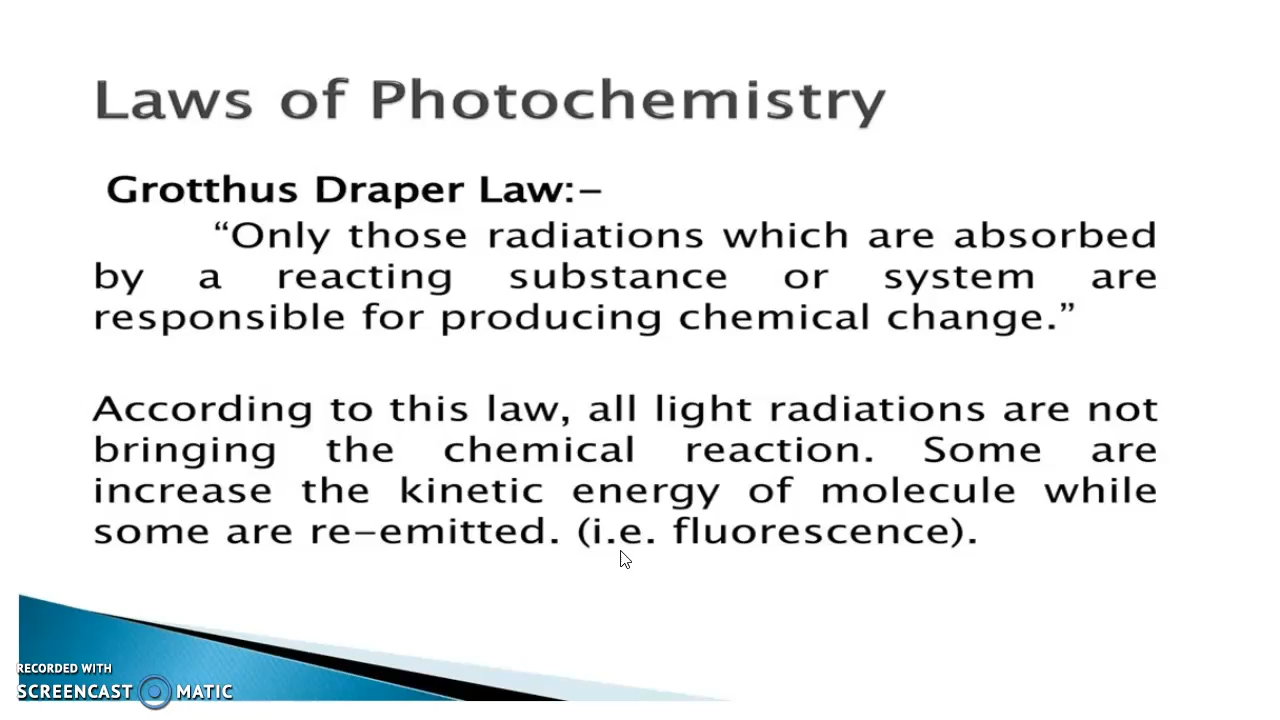 Laws of Photochemistry
Grotthus Draper Law:-
“Only those radiations which are absorbed
by a reacting substance or system are
responsible for producing chemical change.”
According to this law, all light radiations are not
bringing the chemical reaction. Some are
increase the kinetic energy of molecule while
some are re-emitted. (i.e. fluorescence).
RECORDED WITH
SCREENCAST MATIC